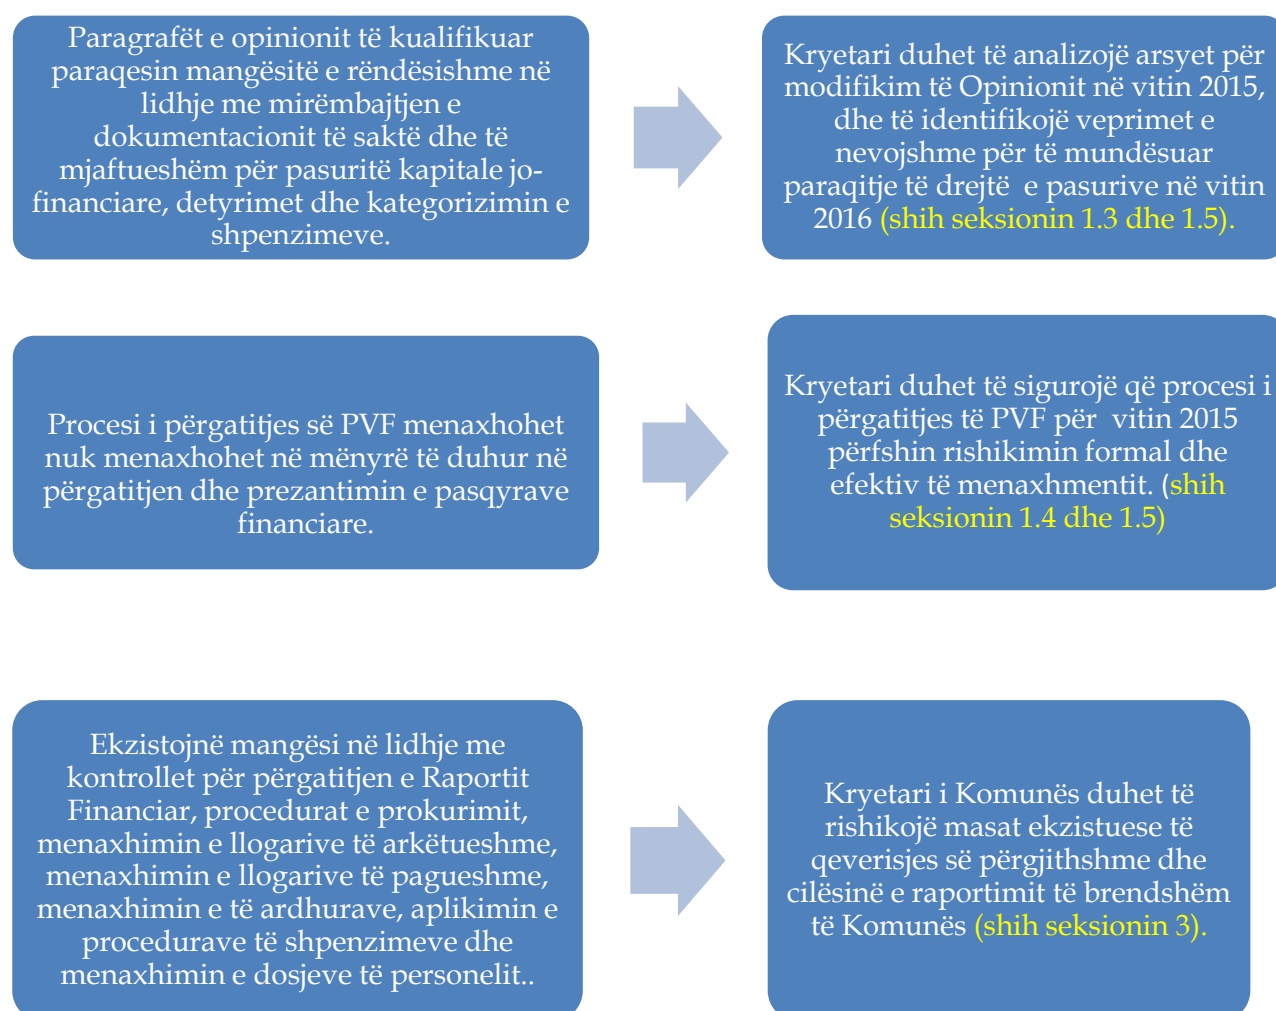 Paragrafët e opinionit të kualifikuar
paraqesin mangësitë e rëndësishme në
lidhje me mirëmbajtjen e
dokumentacionit të saktë dhe të
mjaftueshëm për pasuritë kapitale jo-
financiare, detyrimet dhe kategorizimin e
shpenzimeve.
Kryetari duhet të analizojë arsyet për
modifikim të Opinionit në vitin 2015,
dhe të identifikojë veprimet e
nevojshme për të mundësuar
paraqitje të drejtë e pasurive në vitin
2016 (shih seksionin 1.3 dhe 1.5).
Procesi i përgatitjes së PVF menaxhohet
nuk menaxhohet në mënyrë të duhur në
përgatitjen dhe prezantimin e pasqyrave
financiare.
Kryetari duhet të sigurojë që procesi i
përgatitjes të PVF për vitin 2015
përfshin rishikimin formal dhe
efektiv të menaxhmentit. (shih
seksionin 1.4 dhe 1.5)
Ekzistojnë mangësi në lidhje me
kontrollet për përgatitjen e Raportit
Financiar, procedurat e prokurimit,
menaxhimin e llogarive të arkëtueshme,
menaxhimin e llogarive të pagueshme,
menaxhimin e të ardhurave, aplikimin e
procedurave të shpenzimeve dhe
menaxhimin e dosjeve të personelit..
Kryetari i Komunës duhet të
rishikojë masat ekzistuese të
qeverisjes së përgjithshme dhe
cilësinë e raportimit të brendshëm
të Komunës (shih seksionin 3).